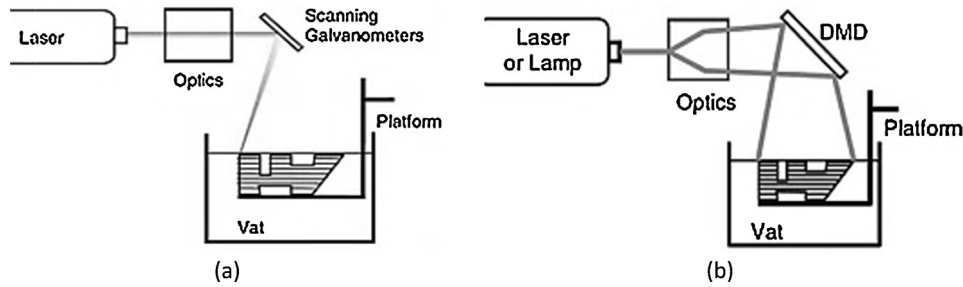 Laser
Optics
Scanning
Galvanometers
Platform
Vat
(a)
Laser
or Lamp
Optics
DMD
Platform
Vat
(b)